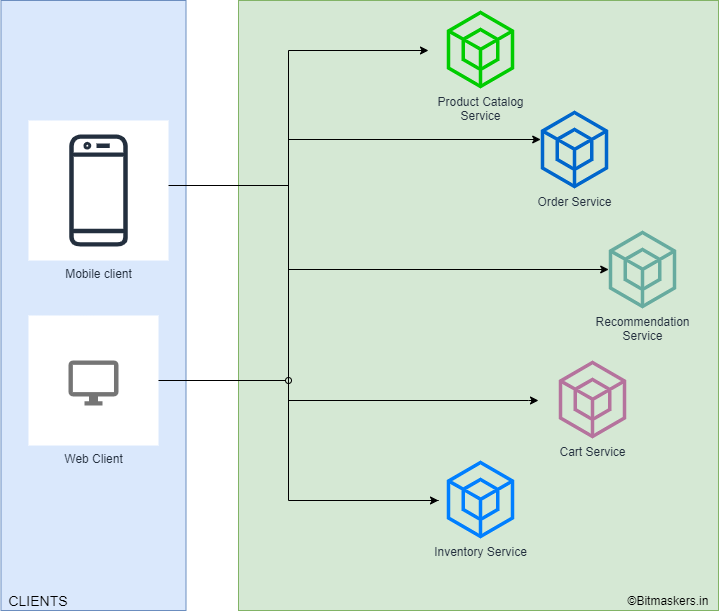 Product Catalog
Service
Order Service
Mobile client
Recommendation
Service
Cart Service
Web Client
Inventory Service
CLIENTS
©Bitmaskers.in